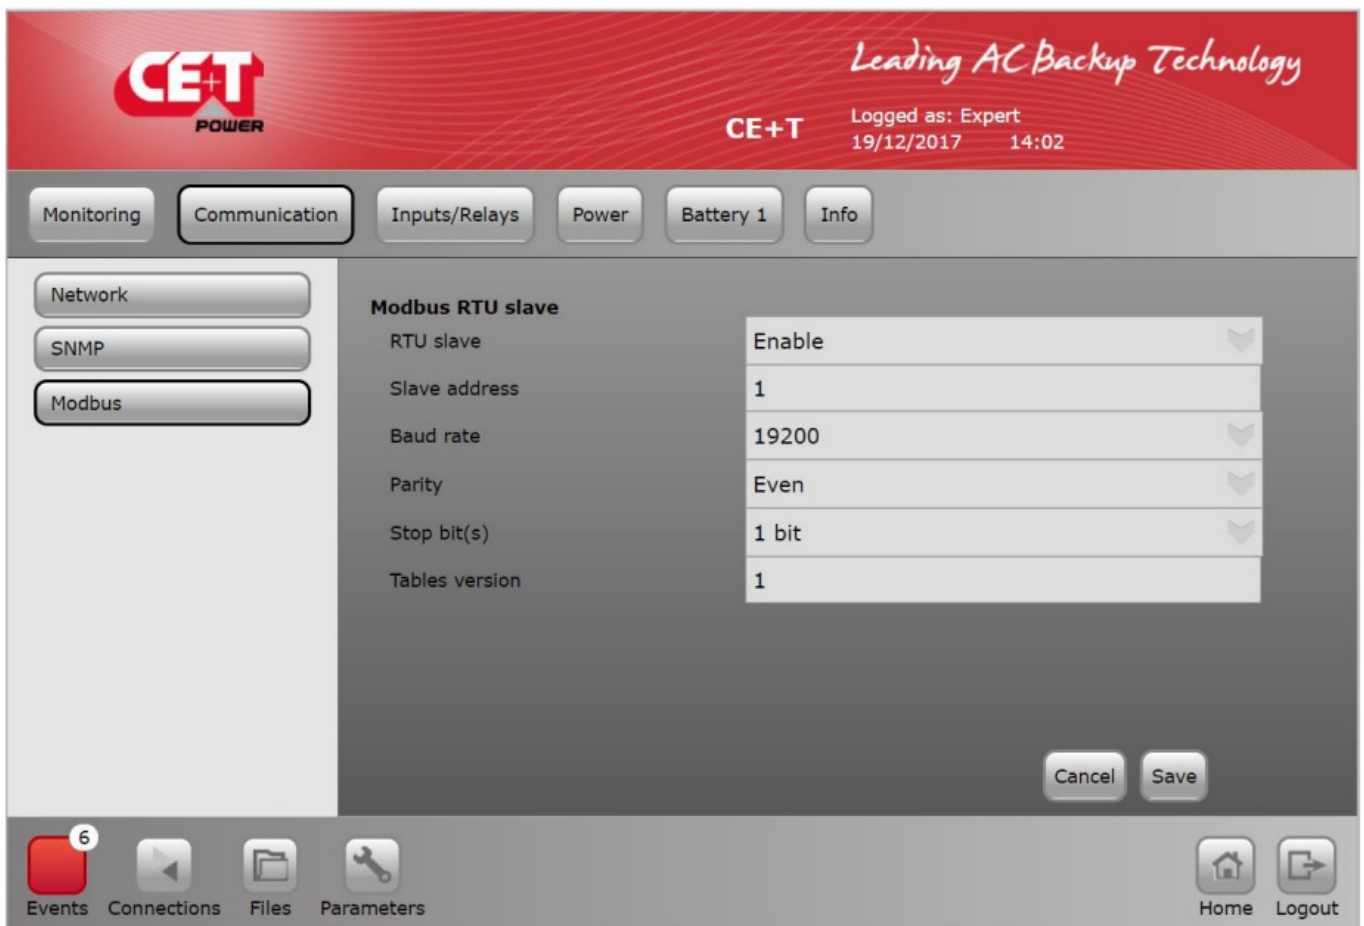 CE+T
POWER
Leading AC Backup Technology
CE+T
Logged as: Expert
19/12/2017 14:02
Monitoring Communication Inputs/Relays Power Battery 1 Info
Network
SNMP
Modbus
Modbus RTU slave
RTU slave Enable
Slave address 1
Baud rate 19200
Parity Even
Stop bit(s) 1 bit
Tables version 1
Cancel Save
6
Events Connections Files Parameters Home Logout